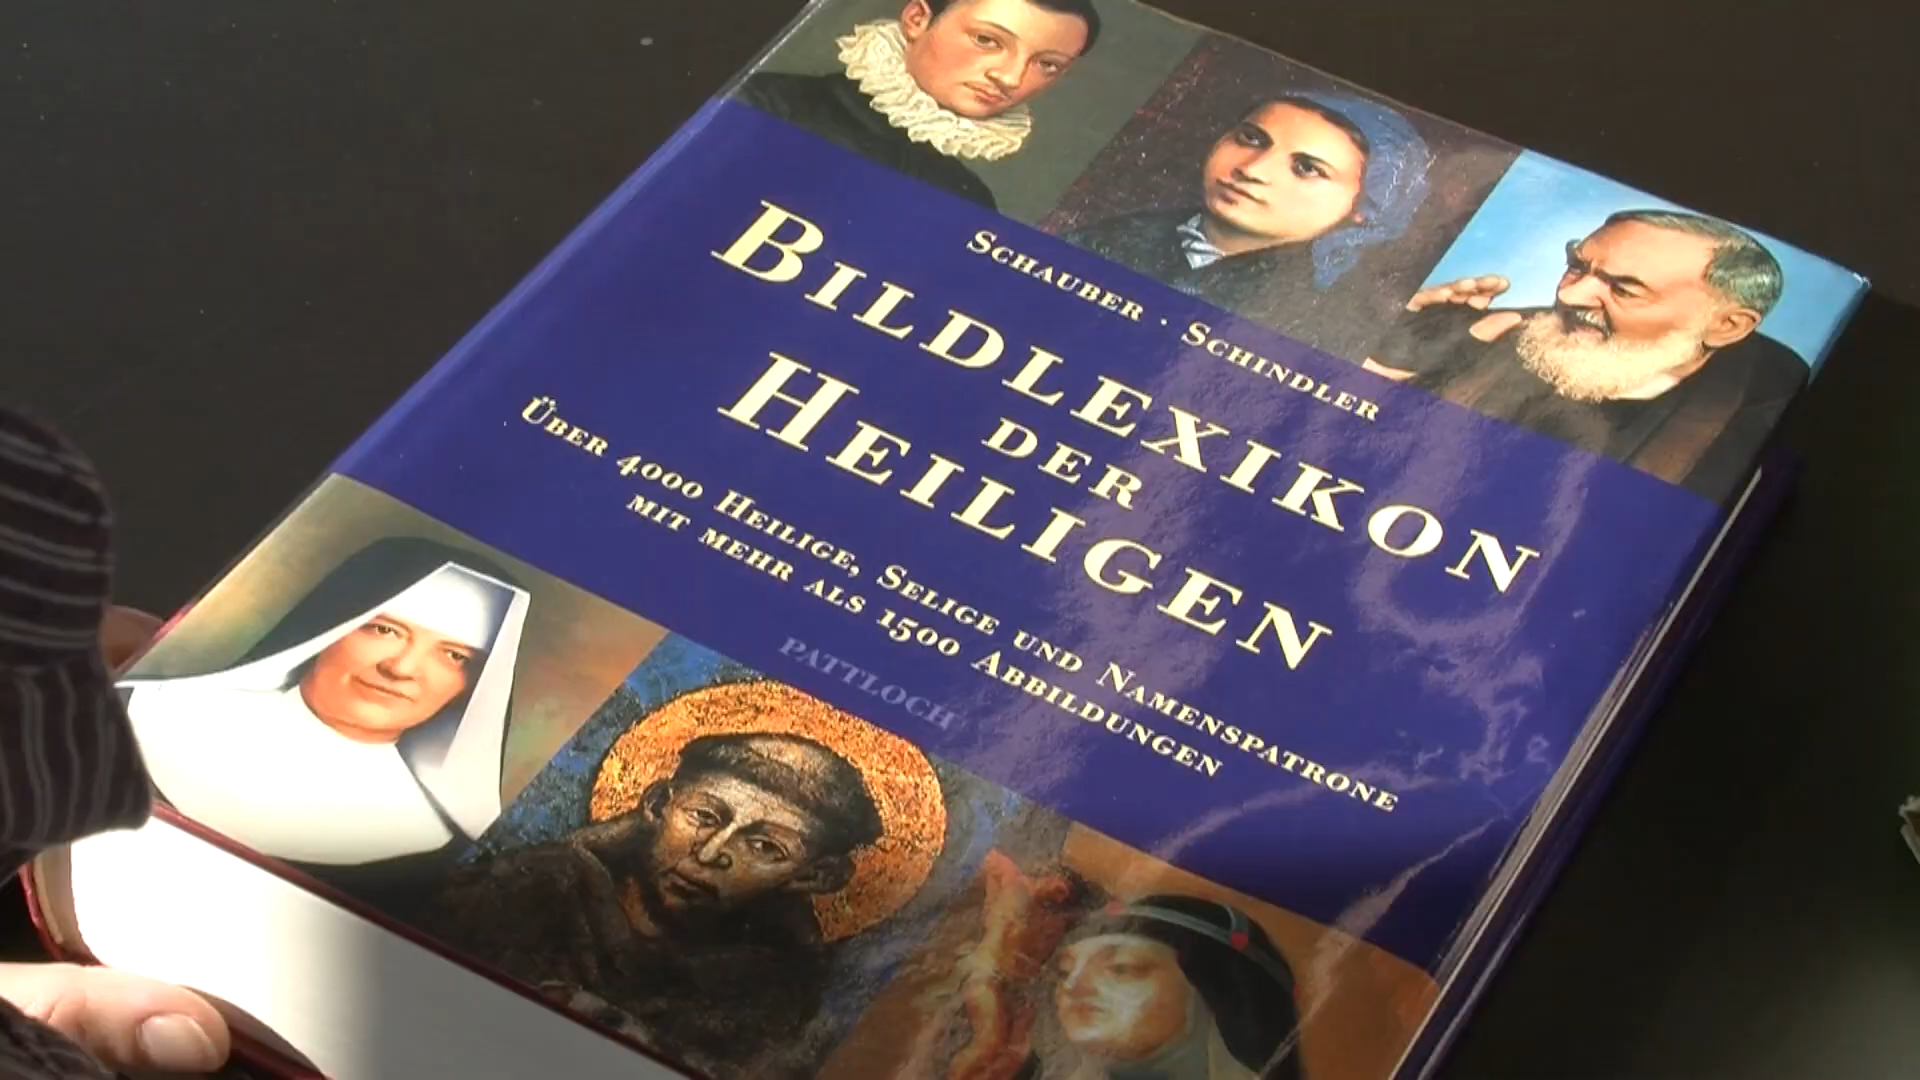 Schauber · Schindler
Bildlexikon
der
Heiligen
Über 4000 Heilige, Selige und Namenspatrone
mit mehr als 1500 Abbildungen
PATTLOCH